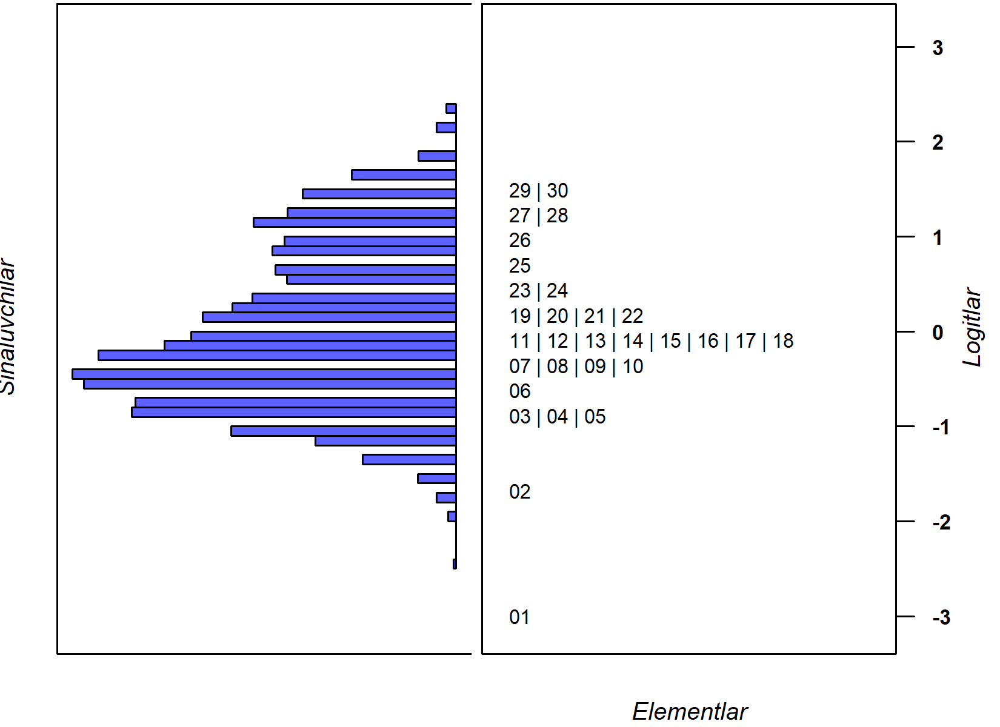 Sinaluvchilar
29 | 30
27 | 28
26
25
23 | 24
19 | 20 | 21 | 22
11 | 12 | 13 | 14 | 15 | 16 | 17 | 18
07 | 08 | 09 | 10
06
03 | 04 | 05
02
01
3
2
1
0
-1
-2
-3
Logitlar
Elementlar